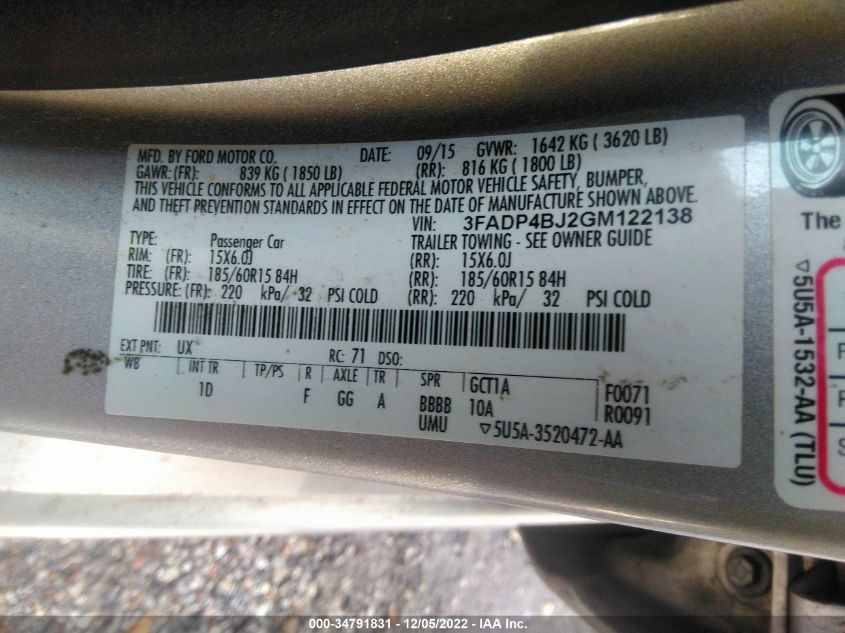 MFD. BY FORD MOTOR CO. DATE: 09/15 GVWR: 1642 KG ( 3620 LB)
GAWR: (FR): 839 KG ( 1850 LB) (RR): 816 KG ( 1800 LB)
THIS VEHICLE CONFORMS TO ALL APPLICABLE FEDERAL MOTOR VEHICLE SAFETY, BUMPER,
AND THEFT PREVENTION STANDARDS IN EFFECT ON THE DATE OF MANUFACTURE SHOWN ABOVE.
VIN: 3FADP4BJ2GM122138
TYPE: Passenger Car TRAILER TOWING - SEE OWNER GUIDE
RIM: (FR): 15X6.0J (RR): 15X6.0J
TIRE: (FR): 185/60R15 84H (RR): 185/60R15 84H
PRESSURE: (FR): 220 kPa/ 32 PSI COLD (RR): 220 kPa/ 32 PSI COLD
EXT PNT: UX RC: 71 DSO:
WB INT TR TP/PS R AXLE TR SPR GCT1A F0071
1D F GG A BBBB 10A R0091
UMU ▽5U5A-3520472-AA
The
▽5U5A-1532-AA (TLU)
000-34791831 - 12/05/2022 - IAA Inc.